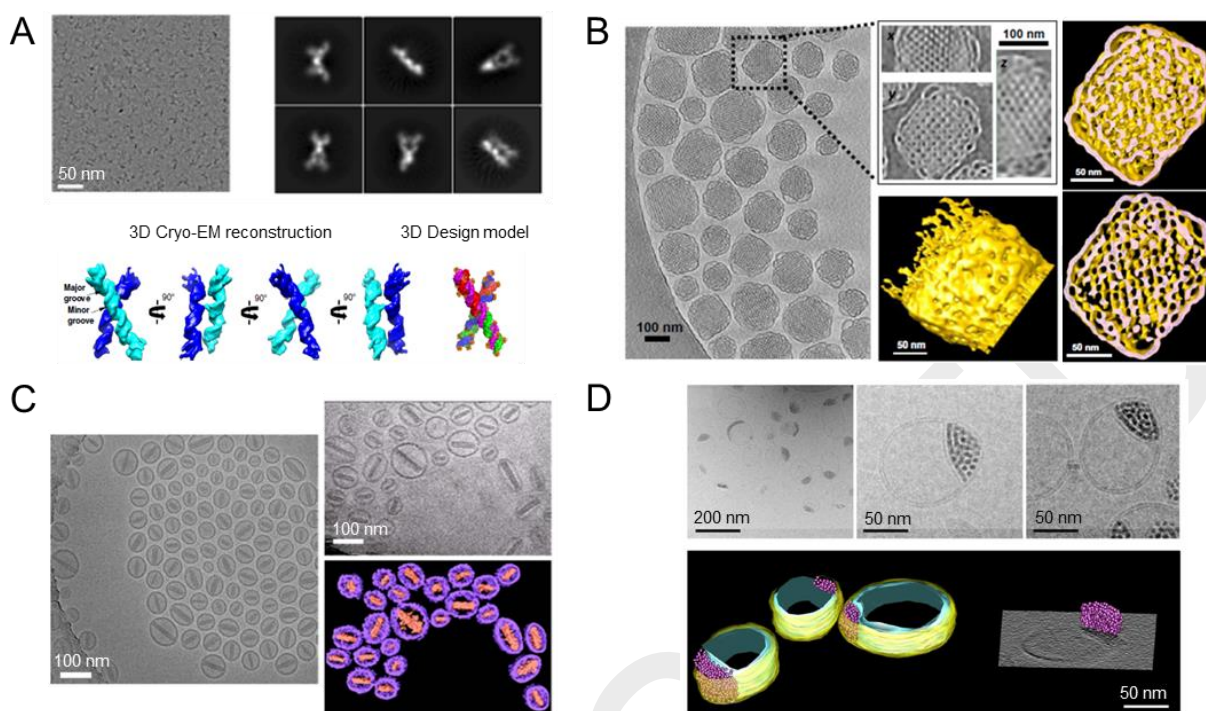 A
50 nm
3D Cryo-EM reconstruction
3D Design model
Major
groove
Minor
groove
90°
90°
90°
B
100 nm
x
y
z
100 nm
50 nm
50 nm
50 nm
C
100 nm
100 nm
D
200 nm
50 nm
50 nm
50 nm